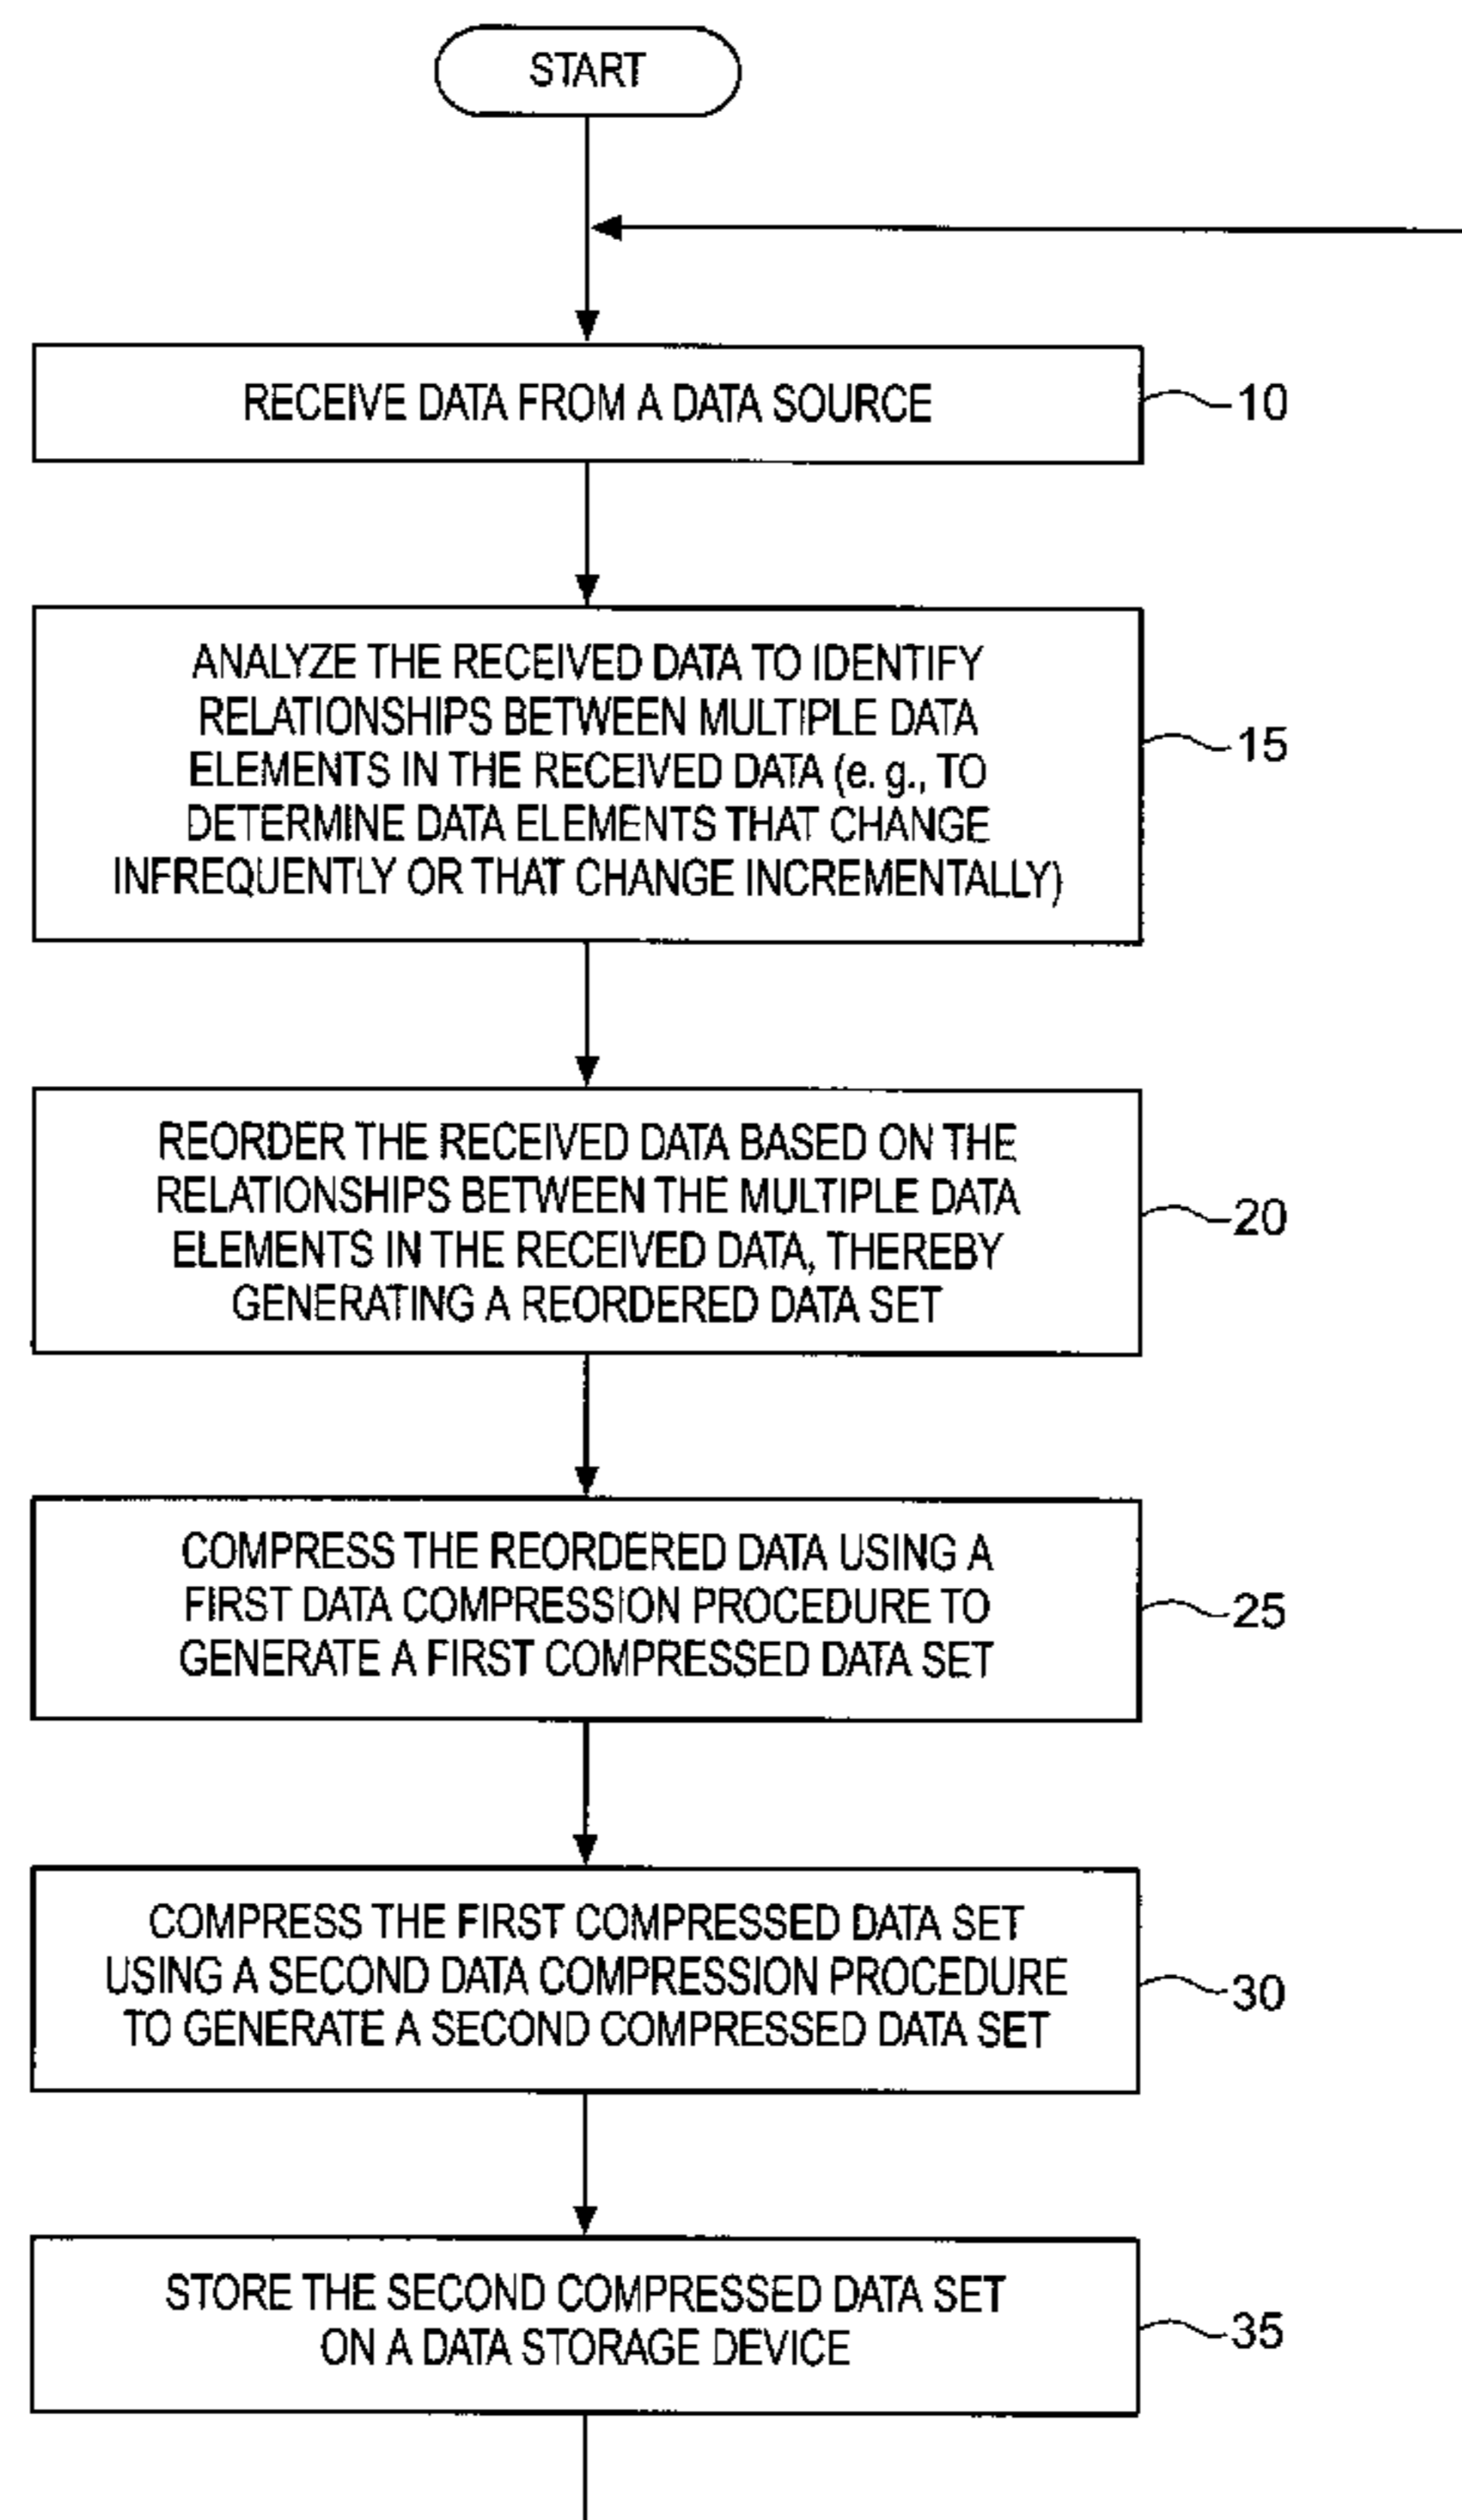 START
RECEIVE DATA FROM A DATA SOURCE
10
ANALYZE THE RECEIVED DATA TO IDENTIFY
RELATIONSHIPS BETWEEN MULTIPLE DATA
ELEMENTS IN THE RECEIVED DATA (e. g., TO
DETERMINE DATA ELEMENTS THAT CHANGE
INFREQUENTLY OR THAT CHANGE INCREMENTALLY)
15
REORDER THE RECEIVED DATA BASED ON THE
RELATIONSHIPS BETWEEN THE MULTIPLE DATA
ELEMENTS IN THE RECEIVED DATA, THEREBY
GENERATING A REORDERED DATA SET
20
COMPRESS THE REORDERED DATA USING A
FIRST DATA COMPRESSION PROCEDURE TO
GENERATE A FIRST COMPRESSED DATA SET
25
COMPRESS THE FIRST COMPRESSED DATA SET
USING A SECOND DATA COMPRESSION PROCEDURE
TO GENERATE A SECOND COMPRESSED DATA SET
30
STORE THE SECOND COMPRESSED DATA SET
ON A DATA STORAGE DEVICE
35